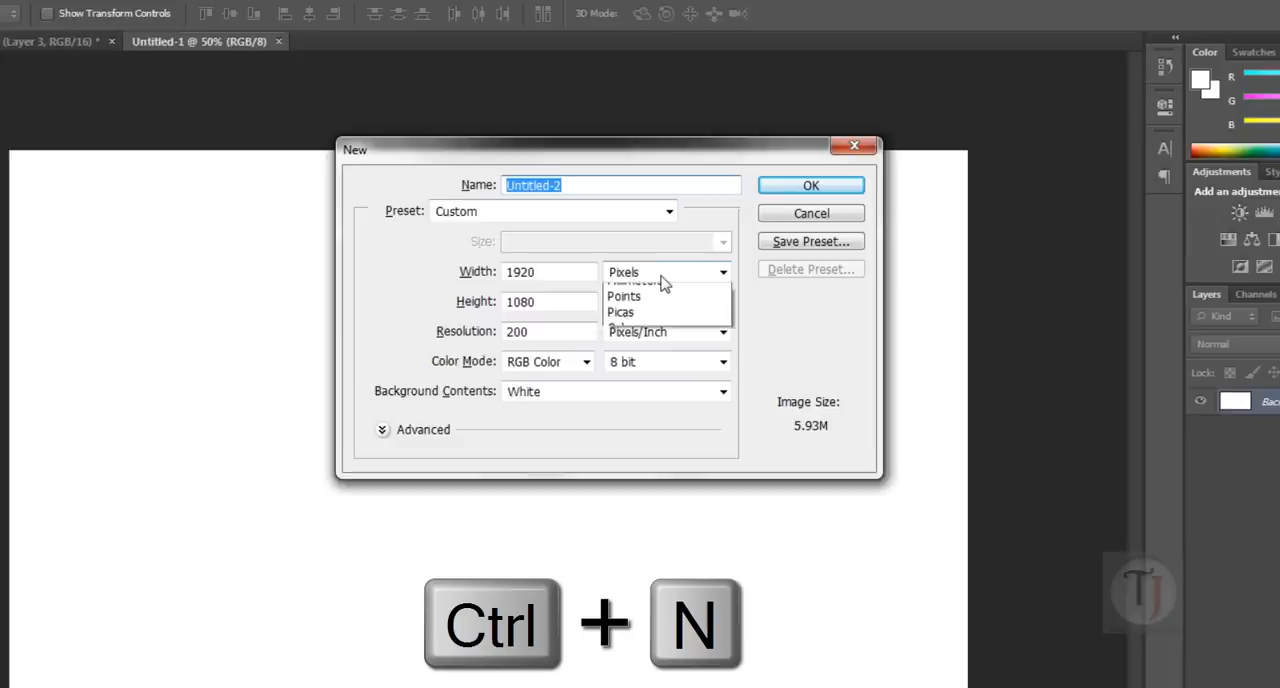 Show Transform Controls
3D Mode:
(Layer 3, RGB/16) * ×
Untitled-1 @ 50% (RGB/8) ×
Color Swatches
R
G
B
Adjustments
Add an adjustme
Layers Channels
Kind
Normal
Lock:
New
Name: Untitled-2
OK
Preset: Custom
Cancel
Size:
Save Preset...
Width: 1920 Pixels
Delete Preset...
Points
Height: 1080
Picas
Resolution: 200 Pixels/Inch
Color Mode: RGB Color 8 bit
Background Contents: White
Image Size:
5.93M
Advanced
Ctrl + N
TJ